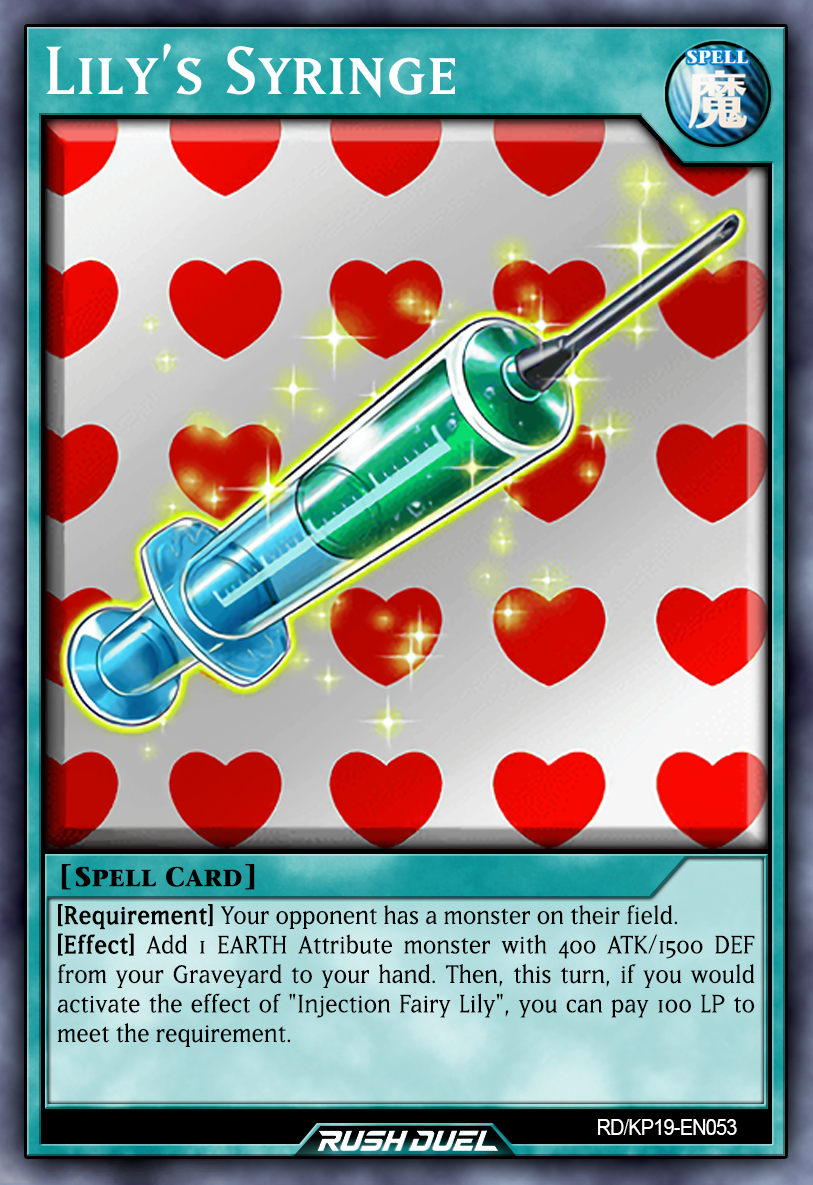 Lily's Syringe
SPELL
魔
[Spell Card]
[Requirement] Your opponent has a monster on their field.
[Effect] Add 1 EARTH Attribute monster with 400 ATK/1500 DEF
from your Graveyard to your hand. Then, this turn, if you would
activate the effect of "Injection Fairy Lily", you can pay 100 LP to
meet the requirement.
RD/KP19-EN053
RUSH DUEL